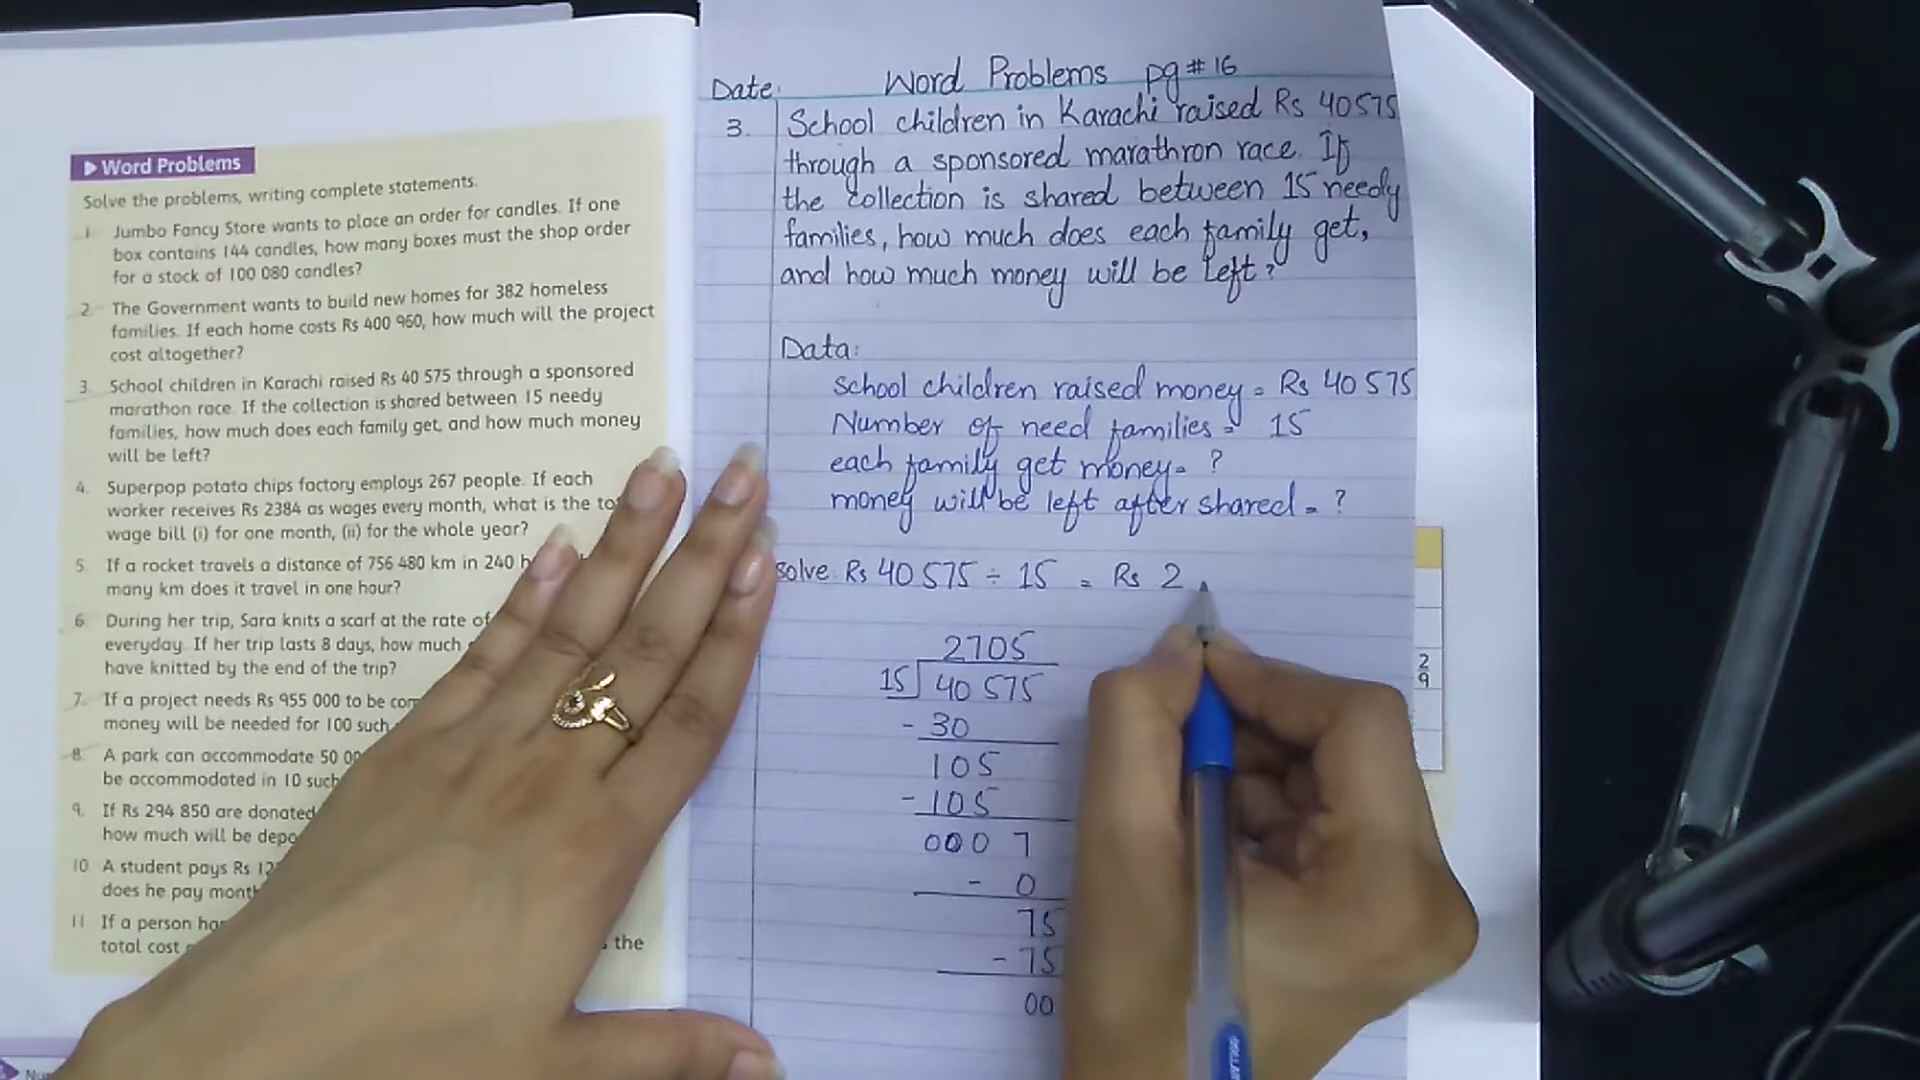 Word Problems
Solve the problems, writing complete statements.
1. Jumbo Fancy Store wants to place an order for candles. If one
box contains 144 candles, how many boxes must the shop order
for a stock of 100 080 candles?
2. The Government wants to build new homes for 382 homeless
families. If each home costs Rs 400 960, how much will the project
cost altogether?
3. School children in Karachi raised Rs 40 575 through a sponsored
marathon race. If the collection is shared between 15 needy
families, how much does each family get, and how much money
will be left?
4. Superpop potato chips factory employs 267 people. If each
worker receives Rs 2384 as wages every month, what is the
wage bill (i) for one month, (ii) for the whole year?
5. If a rocket travels a distance of 756 480 km in 240
many km does it travel in one hour?
6. During her trip, Sara knits a scarf at the rate of
everyday. If her trip lasts 8 days, how much
have knitted by the end of the trip?
7. If a project needs Rs 955 000 to be
money will be needed for 100 such
8. A park can accommodate
be accommodated in 10 such
9. If Rs 294 850 are donated
how much will be
10. A student pays Rs
does he pay
11. If a person
total cost
the
Date: Word Problems pg # 16
3. School children in Karachi raised Rs 40575
through a sponsored marathron race. If
the collection is shared between 15 needy
families, how much does each family get,
and how much money will be left?
Data:
School children raised money = Rs 40 575
Number of need families = 15
each family get money = ?
money will be left after shared = ?
Solve: Rs 40 575 ÷ 15 = Rs 2
2705
15 40 575
- 30
105
- 105
0007
- 0
75
- 75
00
2
9